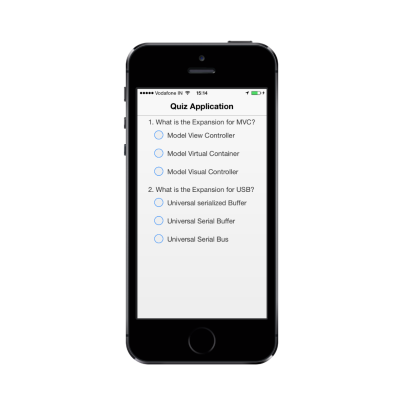 Vodafone IN 15:14
Quiz Application
1. What is the Expansion for MVC?
Model View Controller
Model Virtual Container
Model Visual Controller
2. What is the Expansion for USB?
Universal serialized Buffer
Universal Serial Buffer
Universal Serial Bus